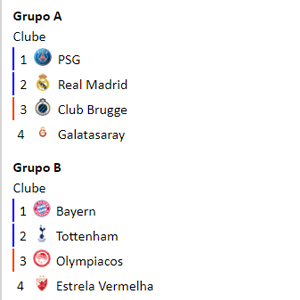 Grupo A
Clube
1 PSG
2 Real Madrid
3 Club Brugge
4 Galatasaray
Grupo B
Clube
1 Bayern
2 Tottenham
3 Olympiacos
4 Estrela Vermelha